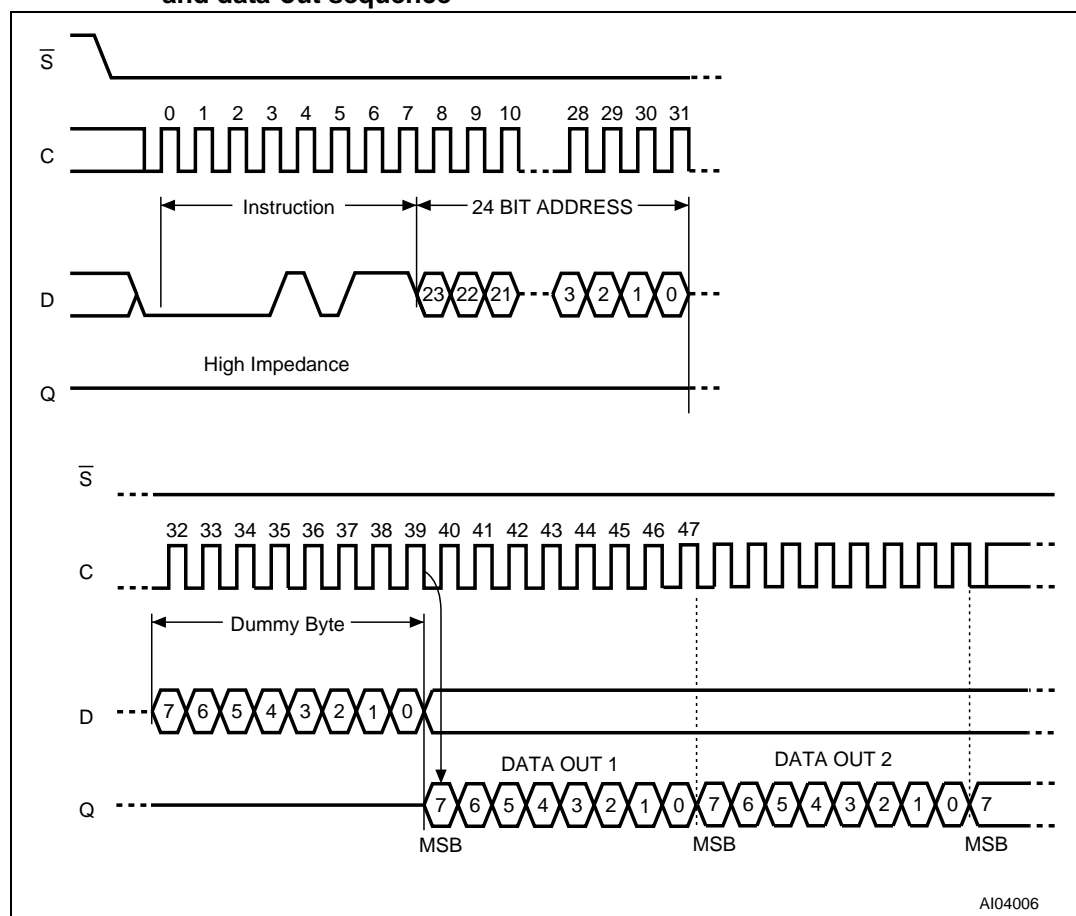 and data-out sequence
S
0 1 2 3 4 5 6 7 8 9 10 28 29 30 31
C
Instruction 24 BIT ADDRESS
D 23 22 21 3 2 1 0
High Impedance
Q
S
32 33 34 35 36 37 38 39 40 41 42 43 44 45 46 47
C
Dummy Byte
D 7 6 5 4 3 2 1 0
DATA OUT 1 DATA OUT 2
Q 7 6 5 4 3 2 1 0 7 6 5 4 3 2 1 0 7
MSB MSB MSB
AI04006